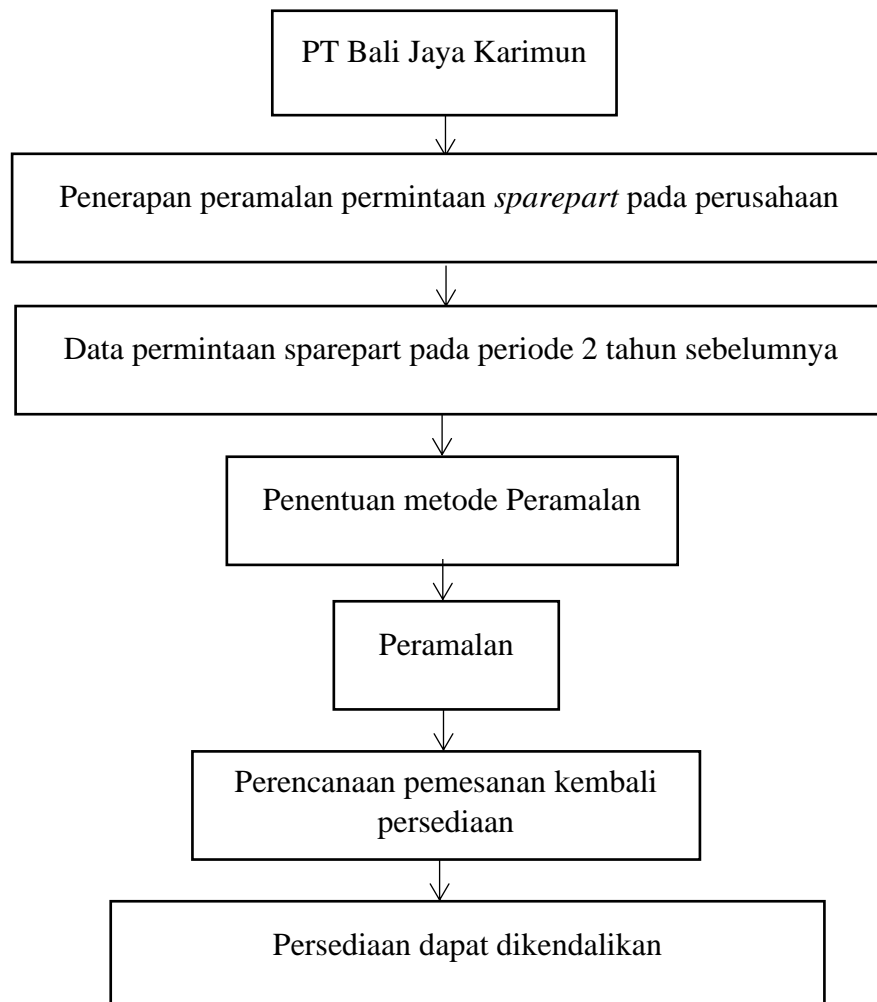 PT Bali Jaya Karimun
Penerapan peramalan permintaan sparepart pada perusahaan
Data permintaan sparepart pada periode 2 tahun sebelumnya
Penentuan metode Peramalan
Peramalan
Perencanaan pemesanan kembali
persediaan
Persediaan dapat dikendalikan